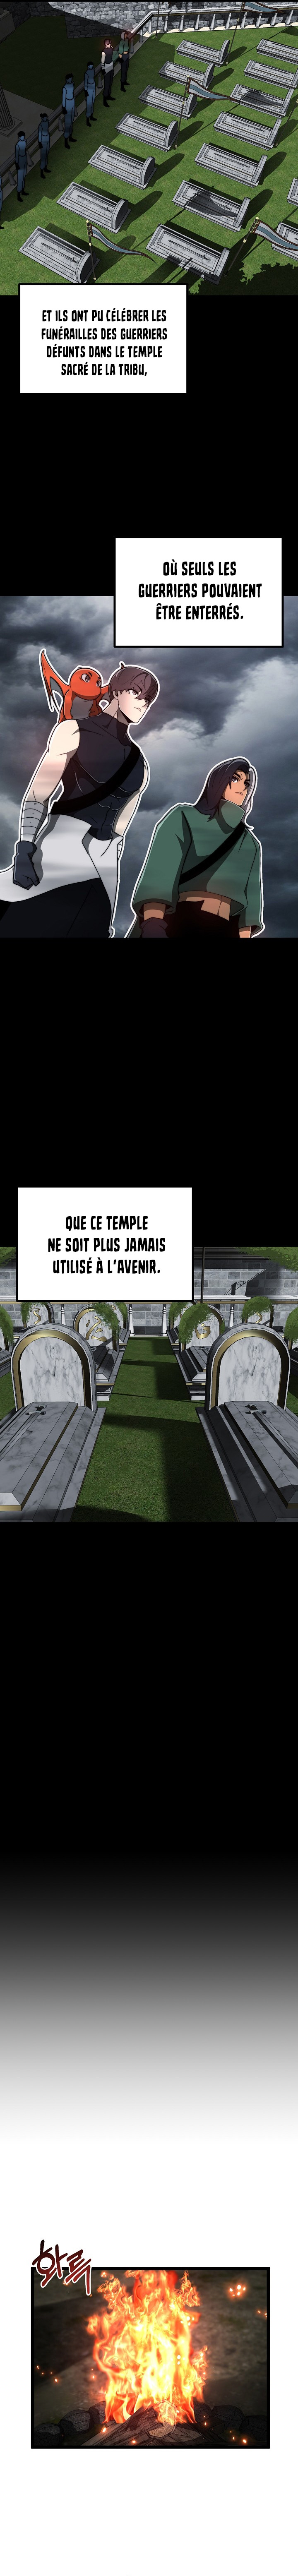 ET ILS ONT PU CÉLÉBRER LES
FUNÉRAILLES DES GUERRIERS
DÉFUNTS DANS LE TEMPLE
SACRÉ DE LA TRIBU,
OÙ SEULS LES
GUERRIERS POUVAIENT
ÊTRE ENTERRÉS.
QUE CE TEMPLE
NE SOIT PLUS JAMAIS
UTILISÉ À L'AVENIR.
화륵